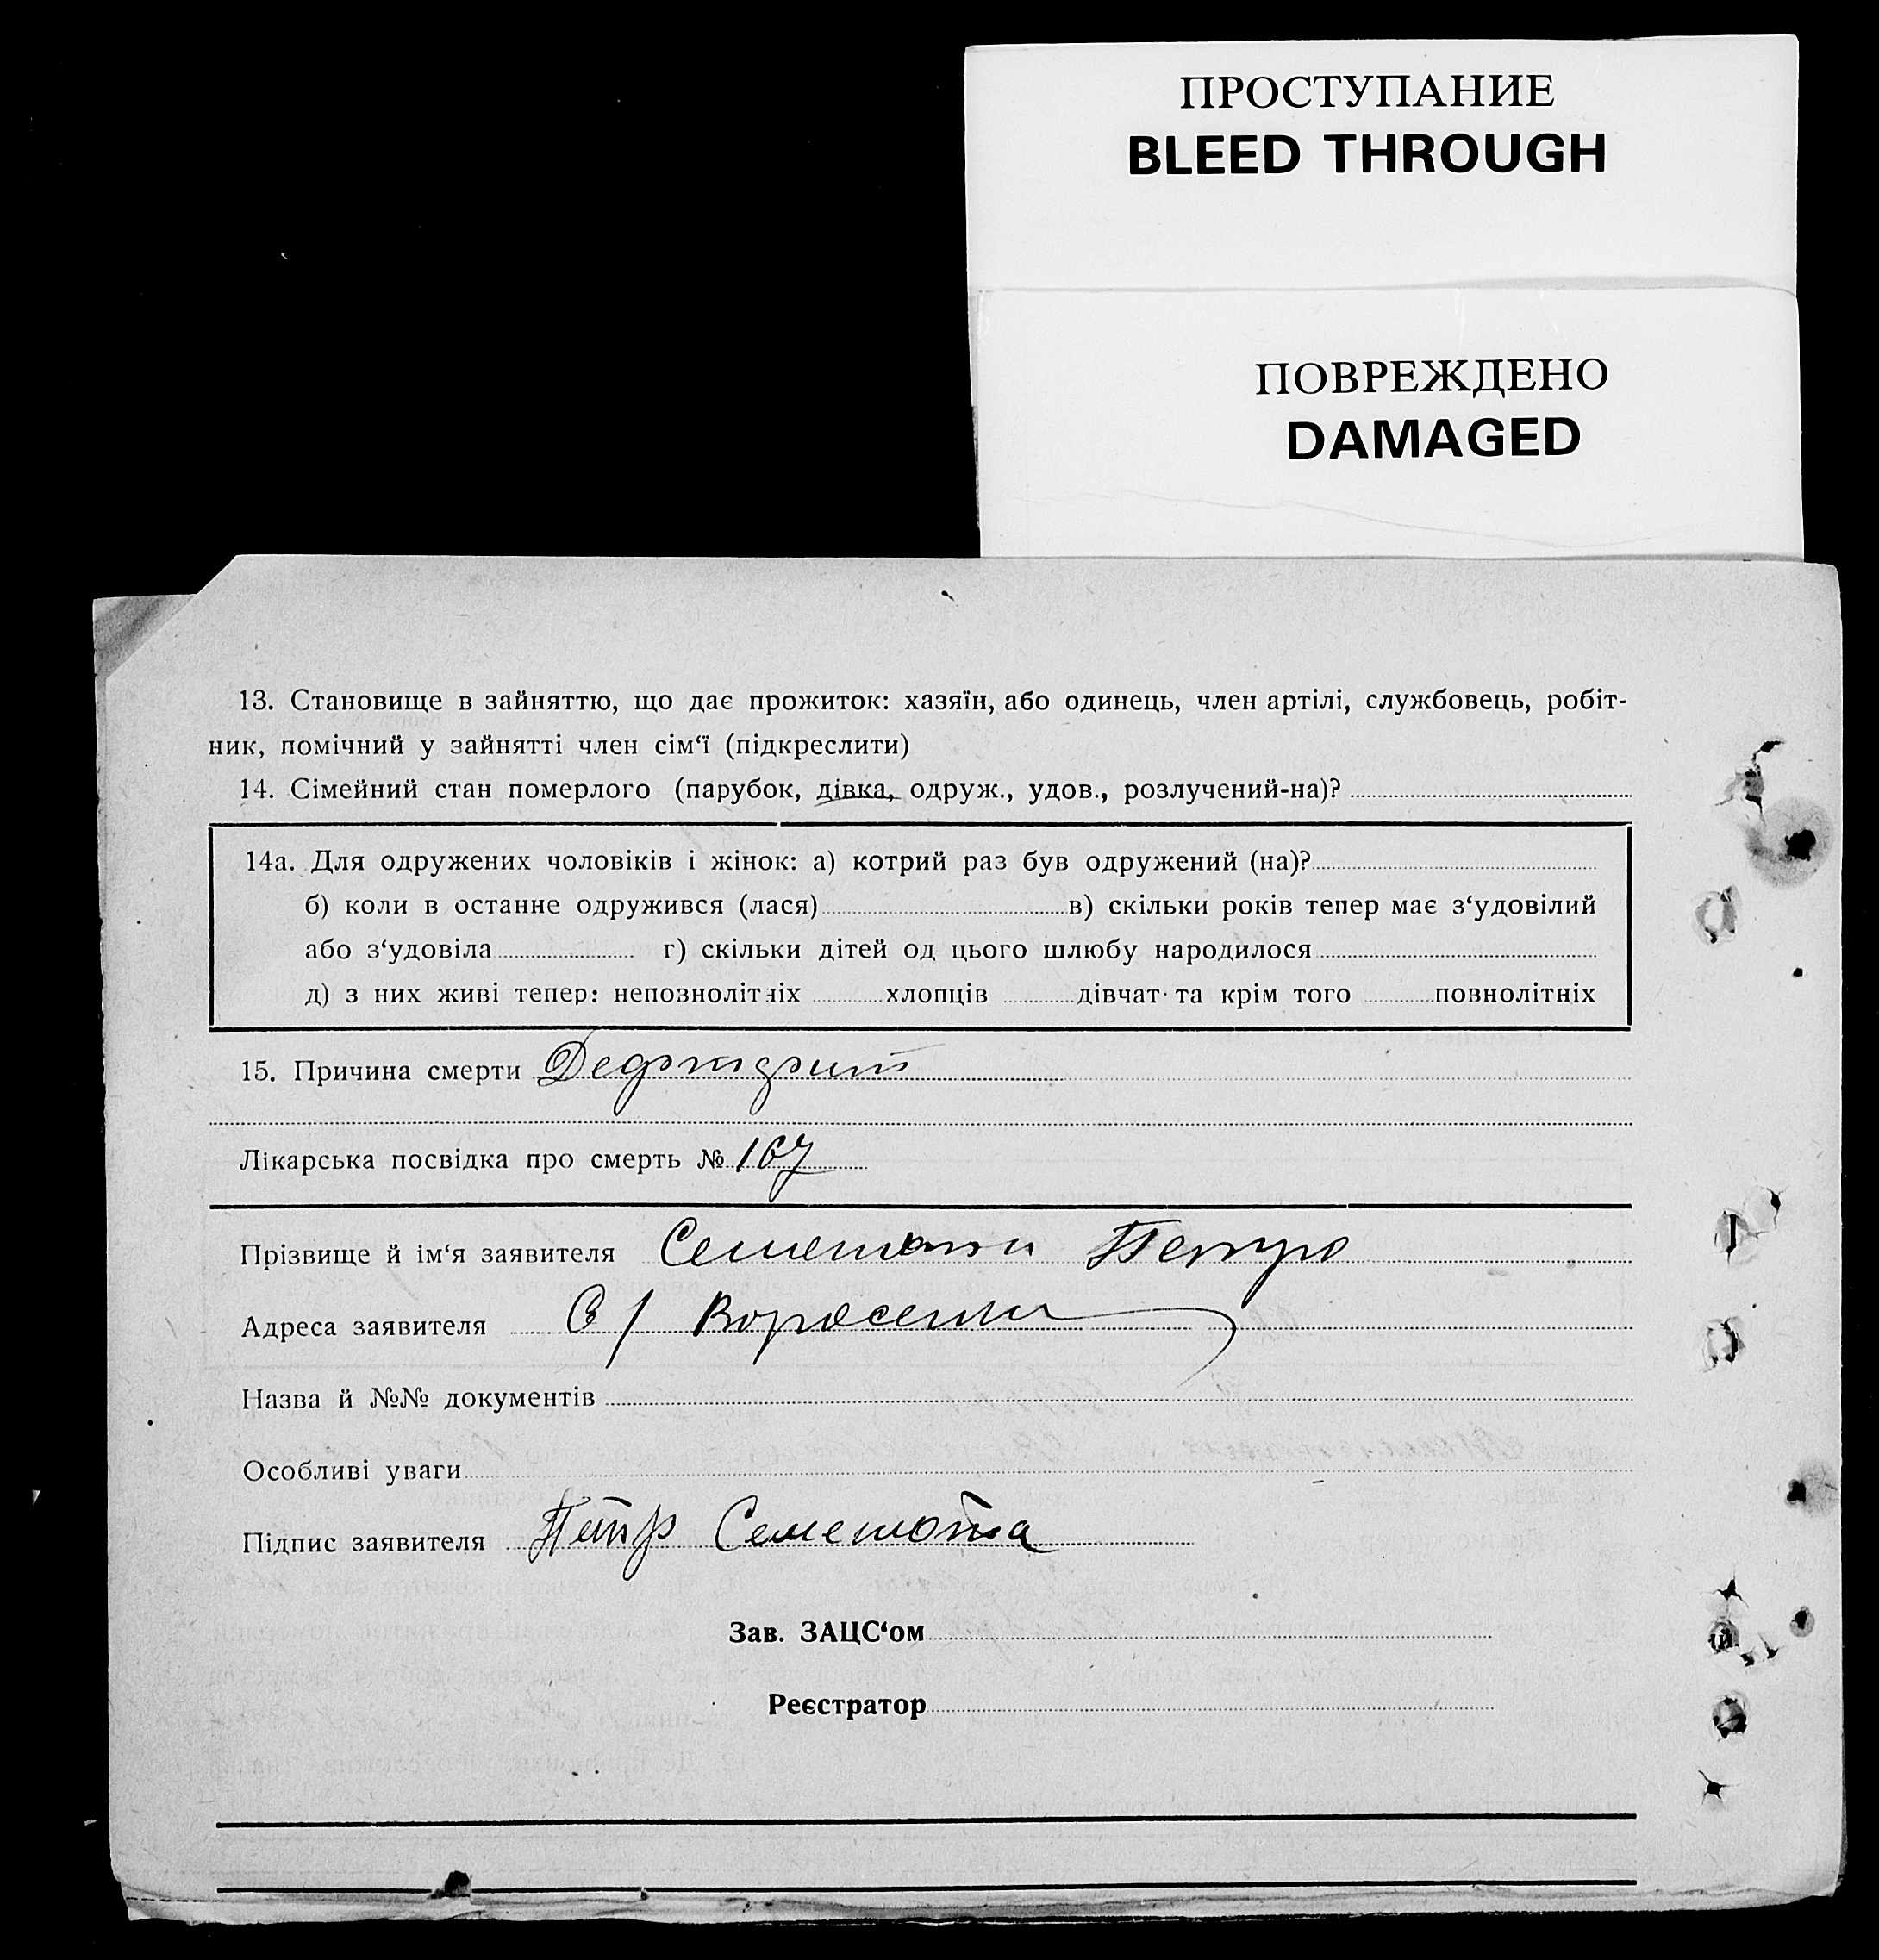 ПРОСТУПАНИЕ
BLEED THROUGH
ПОВРЕЖДЕНО
DAMAGED
13. Становище в зайняттю, що дає прожиток: хазяїн, або одинець, член артілі, службовець, робіт-
ник, помічний у зайнятті член сім‘ї (підкреслити)
14. Сімейний стан померлого (парубок, дівка, одруж., удов., розлучений-на)?
14а. Для одружених чоловіків і жінок: а) котрий раз був одружений (на)?
б) коли в останне одружився (лася) в) скільки років тепер має з‘удовілий
або з‘удовіла г) скільки дітей од цього шлюбу народилося
д) з них живі тепер: неповнолітніх хлопців дівчат та крім того повнолітніх
15. Причина смерти
Лікарська посвідка про смерть № 167
Прізвище й ім‘я заявителя Петро
Адреса заявителя
Назва й №№ документів
Особливі уваги
Підпис заявителя Петр
Зав. ЗАЦС‘ом
Реєстратор